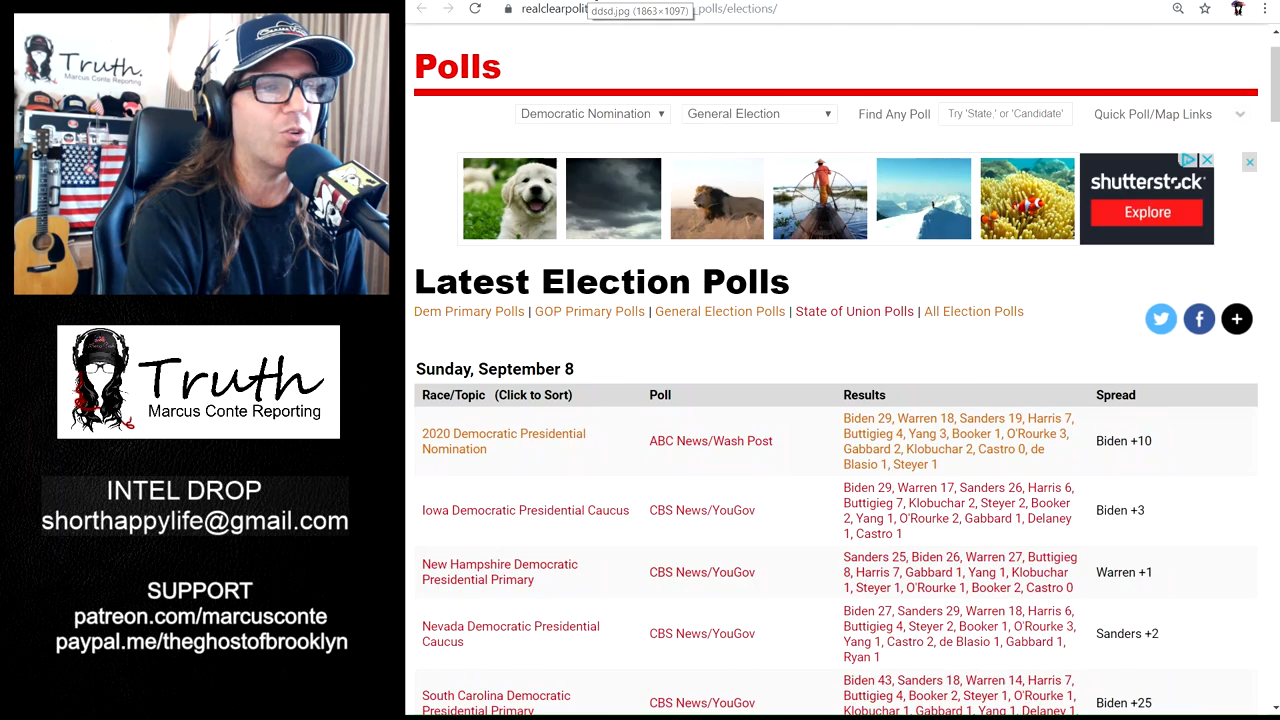 Truth.
Marcus Conte Reporting
Truth
Marcus Conte Reporting
INTEL DROP
shorthappylife@gmail.com
SUPPORT
patreon.com/marcusconte
paypal.me/theghostofbrooklyn
realclearpolit
ddsd.jpg (1863×1097)
polls/elections/
Polls
Democratic Nomination ▼
General Election ▼
Find Any Poll
Try 'State,' or 'Candidate'
Quick Poll/Map Links
shutterstock
Explore
Latest Election Polls
Dem Primary Polls | GOP Primary Polls | General Election Polls | State of Union Polls | All Election Polls
Sunday, September 8
Race/Topic (Click to Sort) Poll Results Spread
2020 Democratic Presidential
Nomination
ABC News/Wash Post
Biden 29, Warren 18, Sanders 19, Harris 7,
Buttigieg 4, Yang 3, Booker 1, O'Rourke 3,
Gabbard 2, Klobuchar 2, Castro 0, de
Blasio 1, Steyer 1
Biden +10
Iowa Democratic Presidential Caucus
CBS News/YouGov
Biden 29, Warren 17, Sanders 26, Harris 6,
Buttigieg 7, Klobuchar 2, Steyer 2, Booker
2, Yang 1, O'Rourke 2, Gabbard 1, Delaney
1, Castro 1
Biden +3
New Hampshire Democratic
Presidential Primary
CBS News/YouGov
Sanders 25, Biden 26, Warren 27, Buttigieg
8, Harris 7, Gabbard 1, Yang 1, Klobuchar
1, Steyer 1, O'Rourke 1, Booker 2, Castro 0
Warren +1
Nevada Democratic Presidential
Caucus
CBS News/YouGov
Biden 27, Sanders 29, Warren 18, Harris 6,
Buttigieg 4, Steyer 2, Booker 1, O'Rourke 3,
Yang 1, Castro 2, de Blasio 1, Gabbard 1,
Ryan 1
Sanders +2
South Carolina Democratic
Presidential Primary
CBS News/YouGov
Biden 43, Sanders 18, Warren 14, Harris 7,
Buttigieg 4, Booker 2, Steyer 1, O'Rourke 1,
Klobuchar 1, Gabbard 1, Yang 1, Delaney 1,
Biden +25